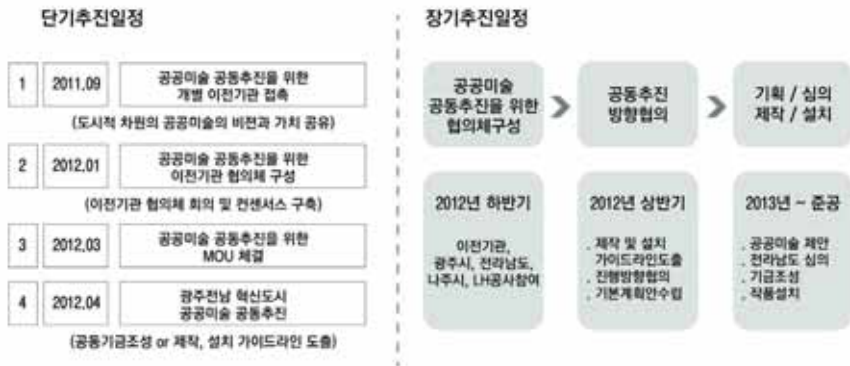 단기추진일정
1 2011.09 공공미술 공동추진을 위한
개별 이전기관 접촉
(도시적 차원의 공공미술의 비젼과 가치 공유)
2 2012.01 공공미술 공동추진을 위한
이전기관 협의체 구성
(이전기관 협의체 회의 및 컨센서스 구축)
3 2012.03 공공미술 공동추진을 위한
MOU 체결
4 2012.04 광주전남 혁신도시
공공미술 공동추진
(공동기금조성 or 제작, 설치 가이드라인 도출)
장기추진일정
공공미술
공동추진을 위한
협의체구성
공동추진
방향협의
기획 / 심의
제작 / 설치
2012년 하반기
이전기관,
광주시, 전라남도,
나주시, LH공사참여
2012년 상반기
. 제작 및 설치
가이드라인도출
. 진행방향협의
. 기본계획안수립
2013년 ~ 준공
. 공공미술 제안
. 전라남도 심의
. 기금조성
. 작품설치